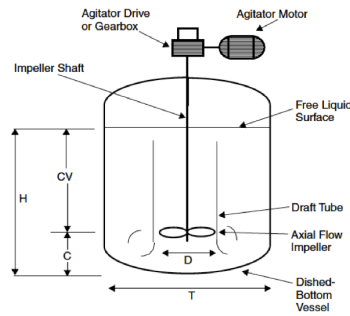 Agitator Drive
or Gearbox
Agitator Motor
Impeller Shaft
Free Liquid
Surface
CV
H
Draft Tube
Axial Flow
Impeller
C
D
Dished-
Bottom
Vessel
T